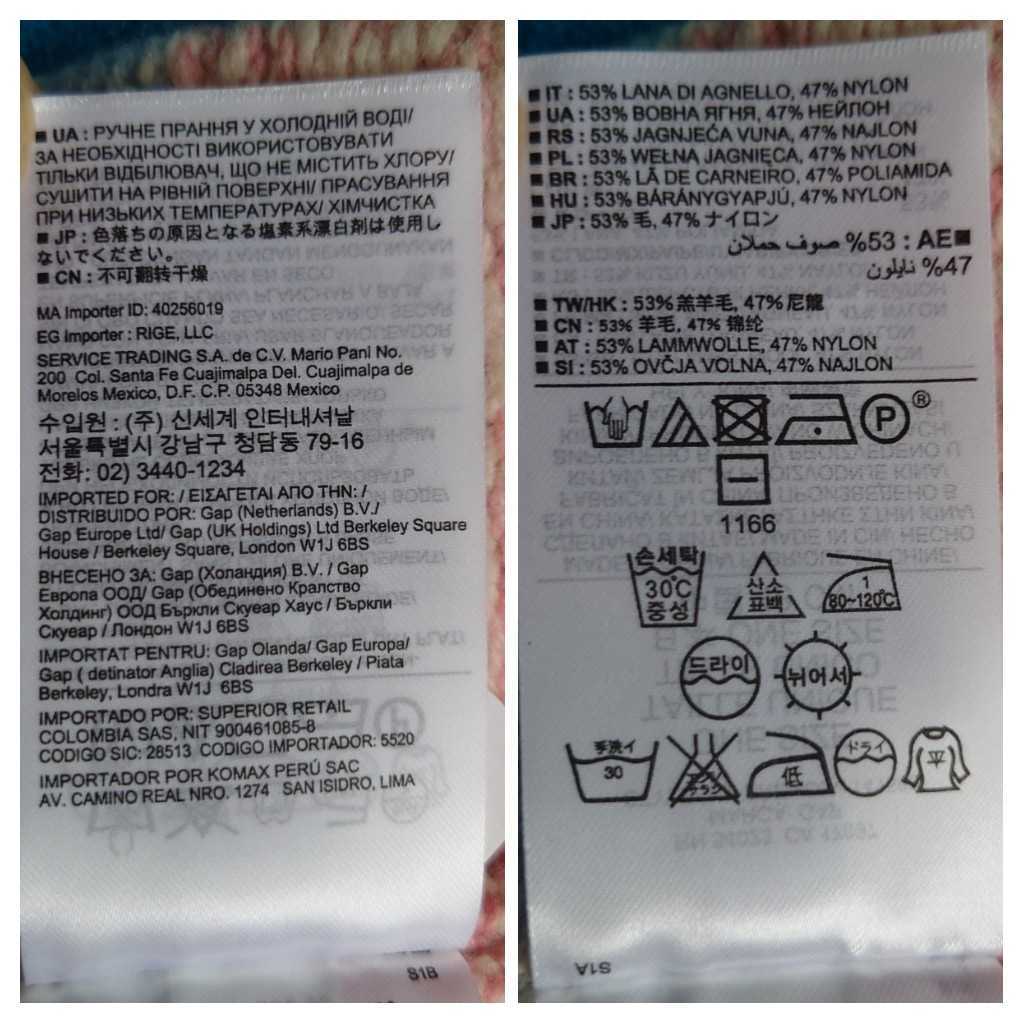 ■ UA : РУЧНЕ ПРАННЯ У ХОЛОДНІЙ ВОДІ/
ЗА НЕОБХІДНОСТІ ВИКОРИСТОВУВАТИ
ТІЛЬКИ ВІДБІЛЮВАЧ, ЩО НЕ МІСТИТЬ ХЛОРУ/
СУШИТИ НА РІВНІЙ ПОВЕРХНІ/ ПРАСУВАННЯ
ПРИ НИЗЬКИХ ТЕМПЕРАТУРАХ/ ХІМЧИСТКА
■ JP : 色落ちの原因となる塩素系漂白剤は使用し
ないでください。
■ CN : 不可翻转干燥
MA Importer ID: 40256019
EG Importer : RIGE, LLC
SERVICE TRADING S.A. de C.V. Mario Pani No.
200 Col. Santa Fe Cuajimalpa Del. Cuajimalpa de
Morelos Mexico, D.F. C.P. 05348 Mexico
수입원 : (주) 신세계 인터내셔날
서울특별시 강남구 청담동 79-16
전화: 02) 3440-1234
IMPORTED FOR: / ΕΙΣΑΓΕΤΑΙ ΑΠΟ ΤΗΝ: /
DISTRIBUIDO POR: Gap (Netherlands) B.V./
Gap Europe Ltd/ Gap (UK Holdings) Ltd Berkeley Square
House / Berkeley Square, London W1J 6BS
ВНЕСЕНО ЗА: Gap (Холандия) B.V. / Gap
Европа ООД/ Gap (Обединено Кралство
Холдинг) ООД Бъркли Скуеар Хаус / Бъркли
Скуеар / Лондон W1J 6BS
IMPORTAT PENTRU: Gap Olanda/ Gap Europa/
Gap ( detinator Anglia) Cladirea Berkeley / Piata
Berkeley, Londra W1J 6BS
IMPORTADO POR: SUPERIOR RETAIL
COLOMBIA SAS, NIT 900461085-8
CODIGO SIC: 28513 CODIGO IMPORTADOR: 5520
IMPORTADOR POR KOMAX PERÚ SAC
AV. CAMINO REAL NRO. 1274 SAN ISIDRO, LIMA
S1B
■ IT : 53% LANA DI AGNELLO, 47% NYLON
■ UA : 53% ВОВНА ЯГНЯ, 47% НЕЙЛОН
■ RS : 53% JAGNJEĆA VUNA, 47% NAJLON
■ PL : 53% WEŁNA JAGNIĘCA, 47% NYLON
■ BR : 53% LÃ DE CARNEIRO, 47% POLIAMIDA
■ HU : 53% BÁRÁNYGYAPJÚ, 47% NYLON
■ JP : 53% 毛, 47% ナイロン
■AE : 53% صوف حملان
47% نايلون
■ TW/HK : 53% 羔羊毛, 47% 尼龍
■ CN : 53% 羊毛, 47% 锦纶
■ AT : 53% LAMMWOLLE, 47% NYLON
■ SI : 53% OVČJA VOLNA, 47% NAJLON
P ®
1166
손세탁 30℃ 중성
산소 표백
1 80~120℃
드라이 뉘어서
手洗イ 30
低
ドライ
平
S1A